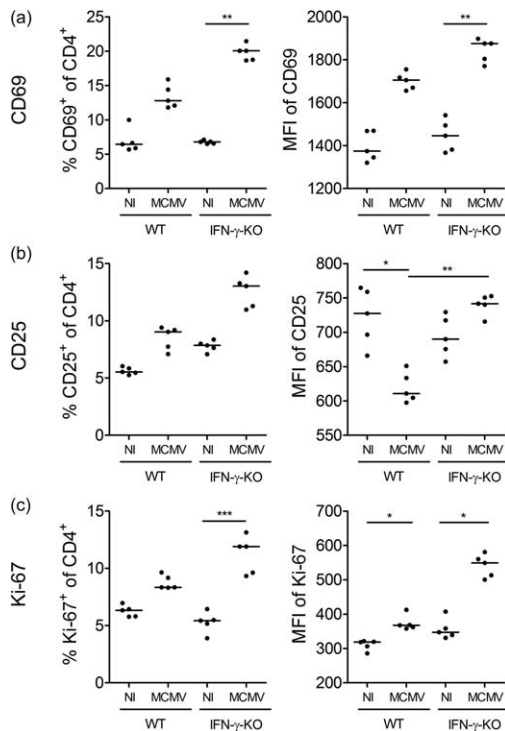 (a)
CD69
% CD69⁺ of CD4⁺
25
20
15
10
5
0
**
NI MCMV NI MCMV
WT IFN-γ-KO
MFI of CD69
2000
1800
1600
1400
1200
**
NI MCMV NI MCMV
WT IFN-γ-KO
(b)
CD25
% CD25⁺ of CD4⁺
15
10
5
0
NI MCMV NI MCMV
WT IFN-γ-KO
MFI of CD25
800
750
700
650
600
550
* **
NI MCMV NI MCMV
WT IFN-γ-KO
(c)
Ki-67
% Ki-67⁺ of CD4⁺
15
10
5
0
***
NI MCMV NI MCMV
WT IFN-γ-KO
MFI of Ki-67
700
600
500
400
300
200
* *
NI MCMV NI MCMV
WT IFN-γ-KO